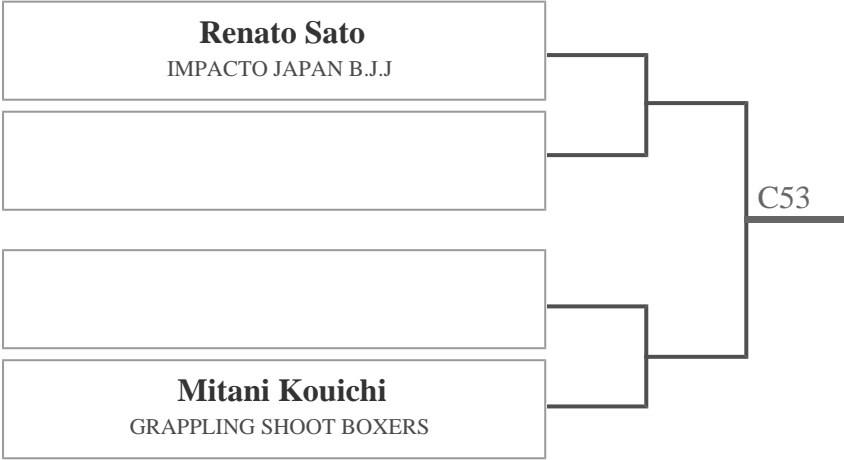 Renato Sato
IMPACTO JAPAN B.J.J
C53
Mitani Kouichi
GRAPPLING SHOOT BOXERS